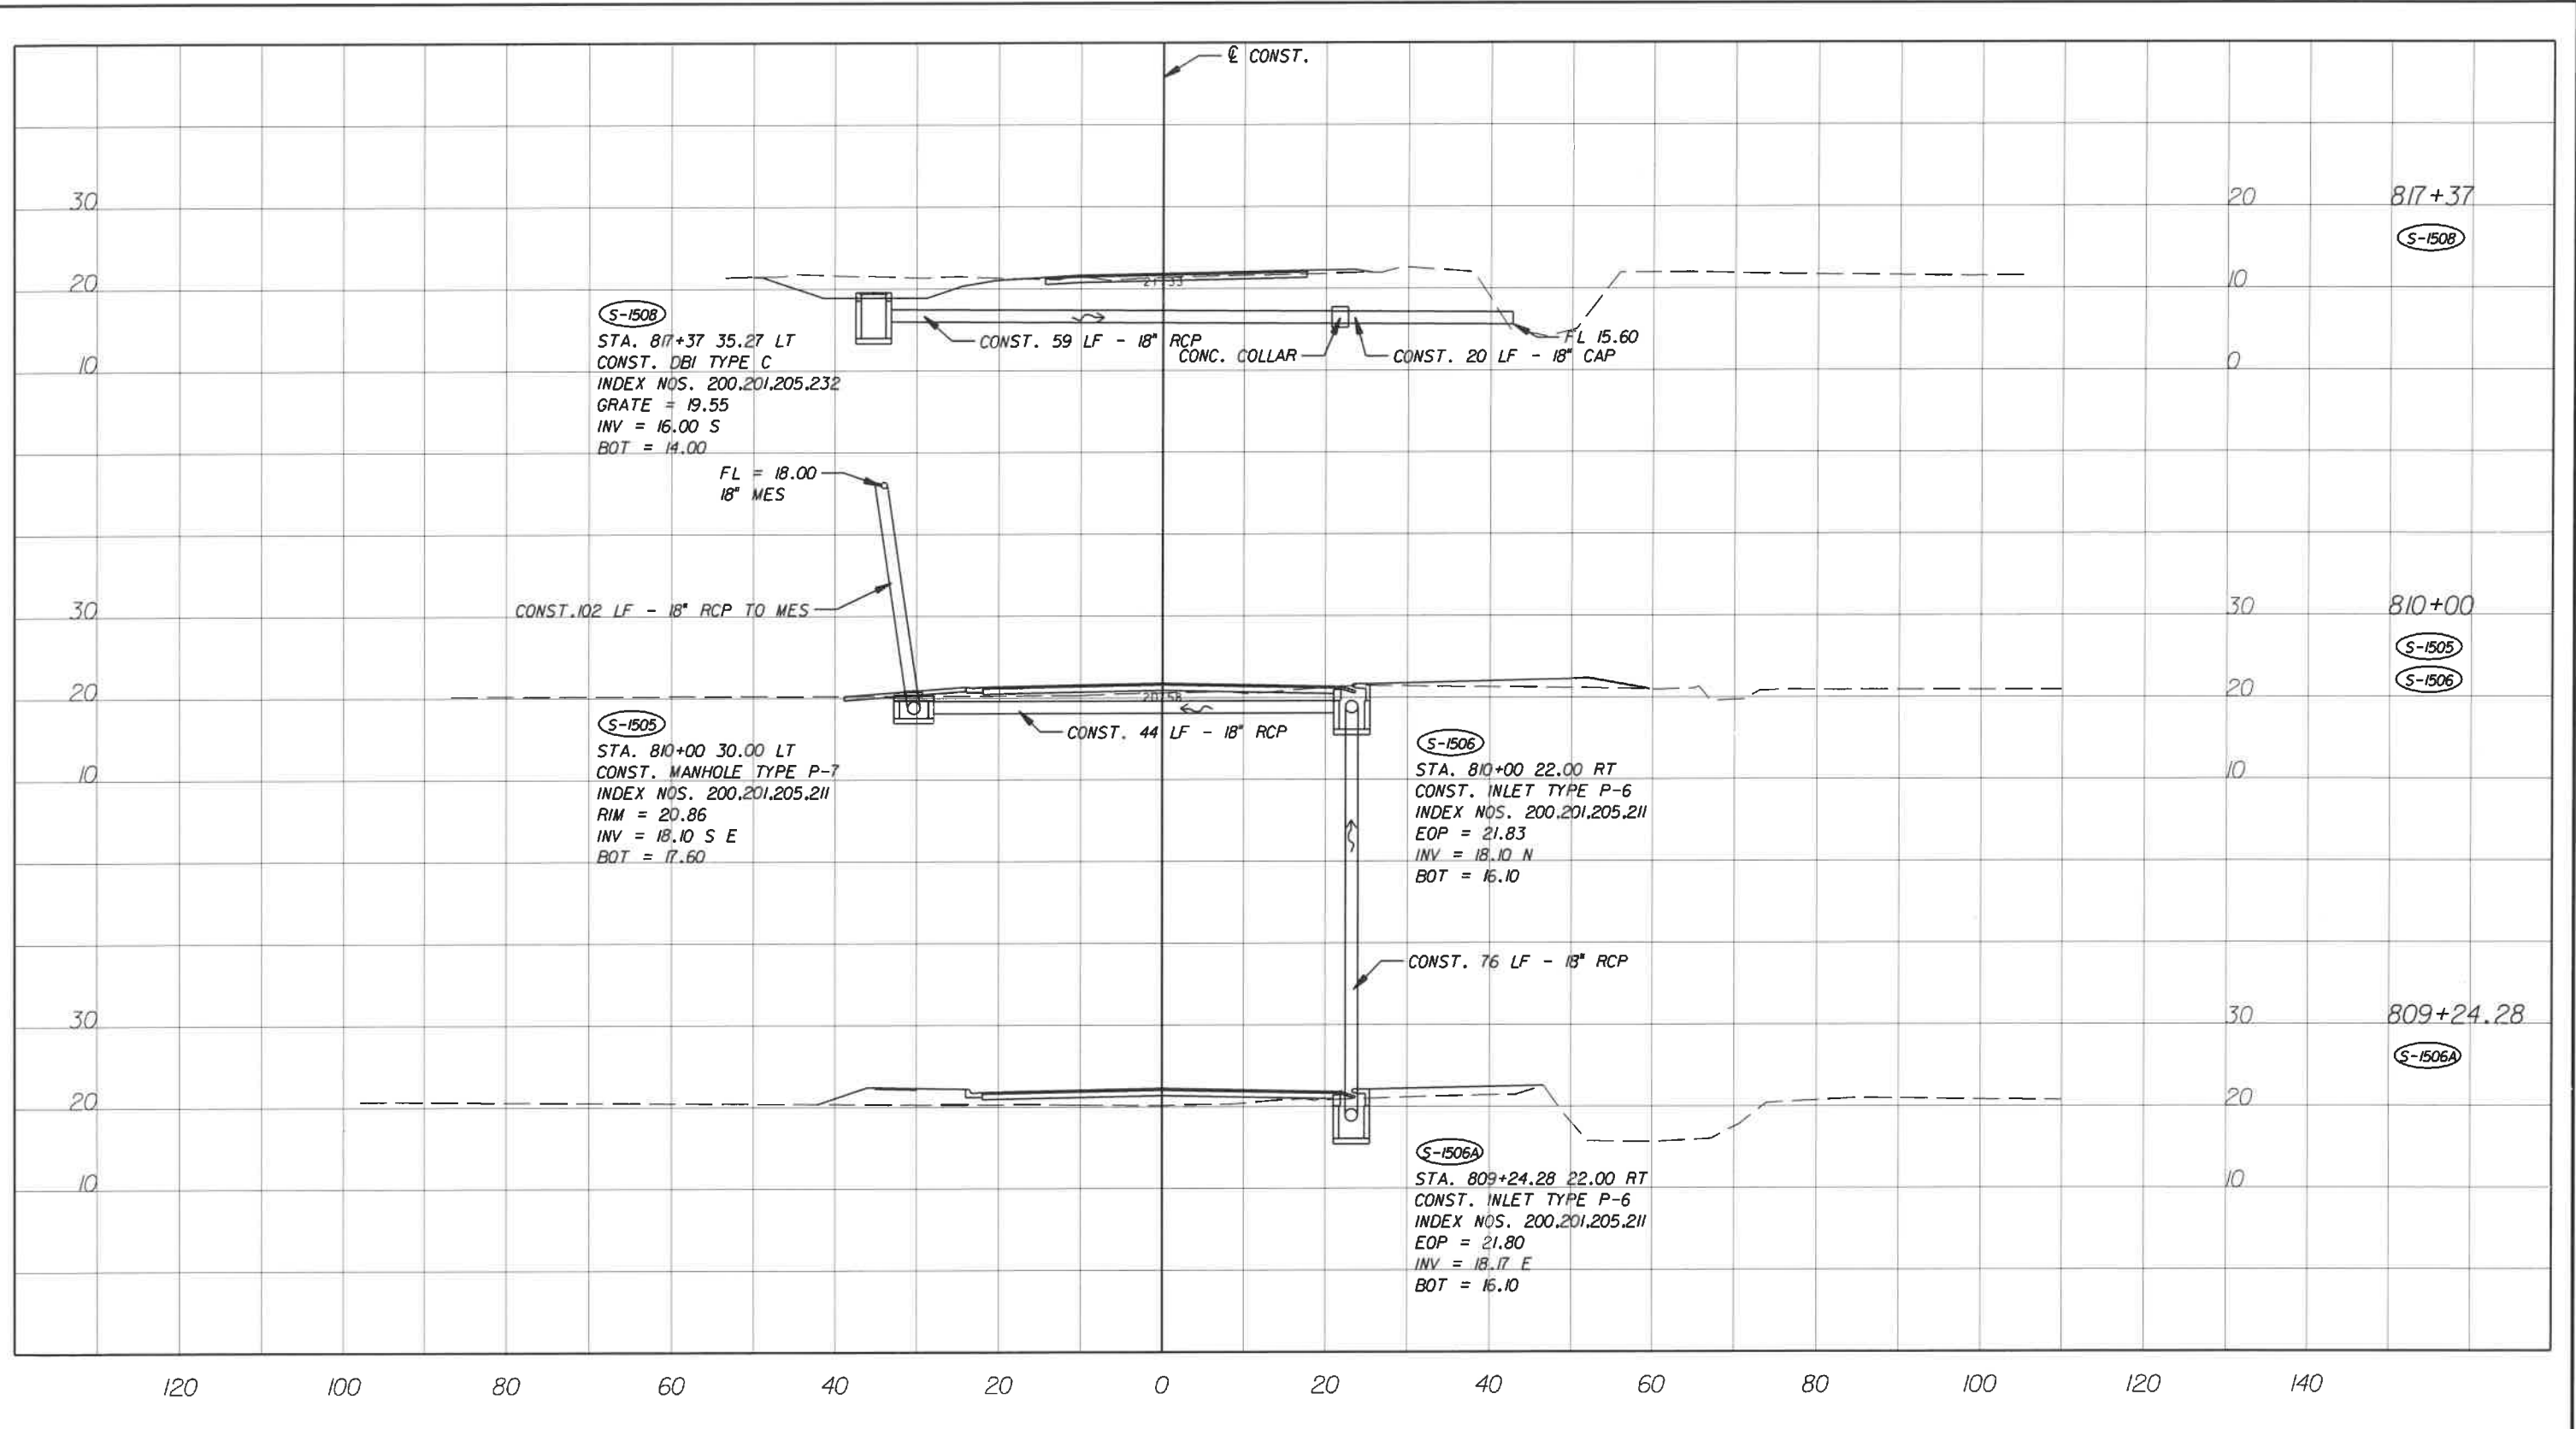 ℄ CONST.
30
20
817+37
S-1508
20
21.33
10
S-1508
STA. 817+37 35.27 LT
CONST. DBI TYPE C
INDEX NOS. 200,201,205,232
GRATE = 19.55
INV = 16.00 S
BOT = 14.00
CONST. 59 LF - 18" RCP
CONC. COLLAR
CONST. 20 LF - 18" CAP
FL 15.60
10
0
FL = 18.00
18" MES
CONST.102 LF - 18" RCP TO MES
30
30
810+00
S-1505
S-1506
20
20.58
20
S-1505
STA. 810+00 30.00 LT
CONST. MANHOLE TYPE P-7
INDEX NOS. 200,201,205,211
RIM = 20.86
INV = 18.10 S E
BOT = 17.60
CONST. 44 LF - 18" RCP
S-1506
STA. 810+00 22.00 RT
CONST. INLET TYPE P-6
INDEX NOS. 200,201,205,211
EOP = 21.83
INV = 18.10 N
BOT = 16.10
10
10
CONST. 76 LF - 18" RCP
30
30
809+24.28
S-1506A
20
20
S-1506A
STA. 809+24.28 22.00 RT
CONST. INLET TYPE P-6
INDEX NOS. 200,201,205,211
EOP = 21.80
INV = 18.17 E
BOT = 16.10
10
10
120 100 80 60 40 20 0 20 40 60 80 100 120 140